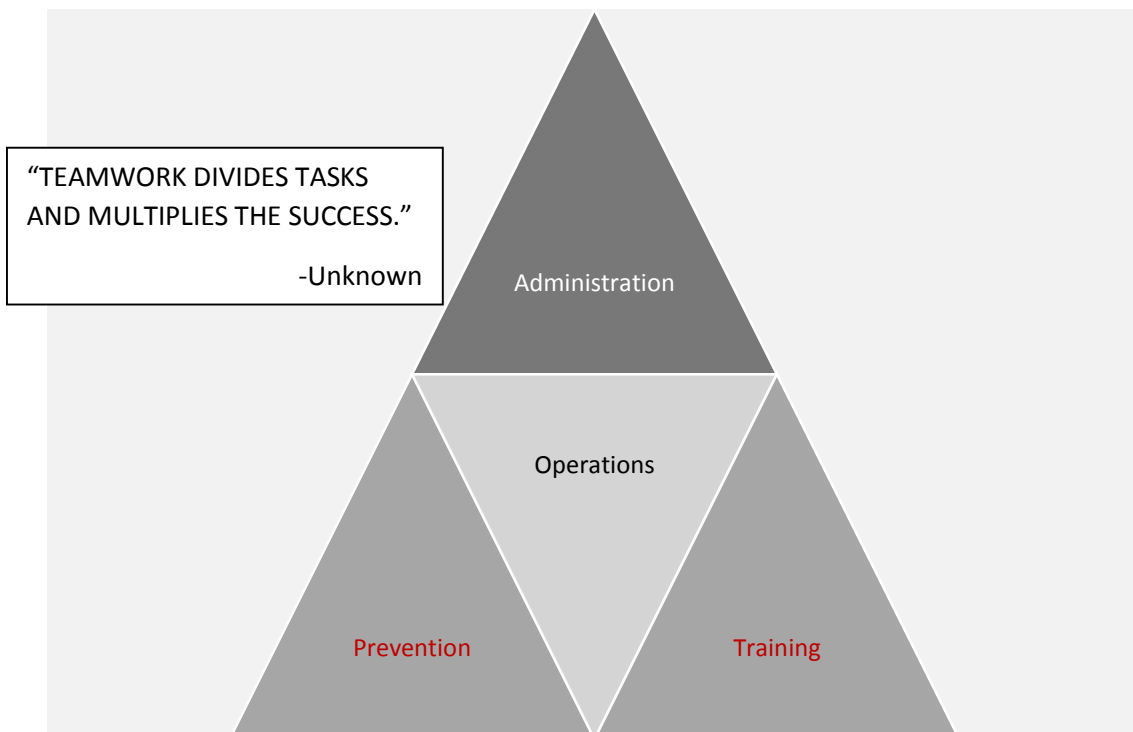 “TEAMWORK DIVIDES TASKS
AND MULTIPLIES THE SUCCESS.”
-Unknown
Administration
Operations
Prevention
Training